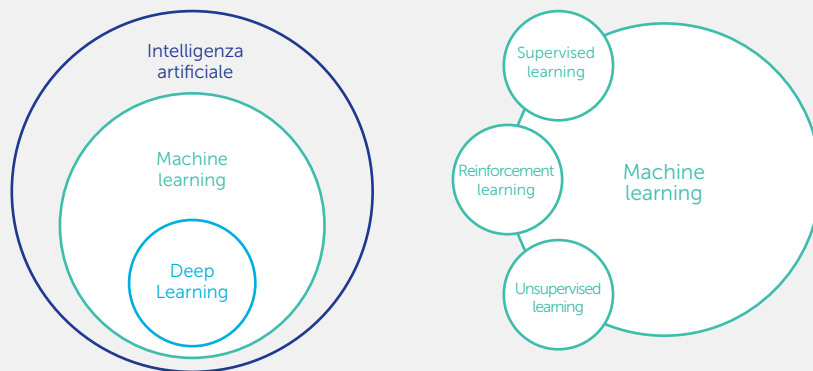 Intelligenza
artificiale
Machine
learning
Deep
Learning
Supervised
learning
Reinforcement
learning
Unsupervised
learning
Machine
learning